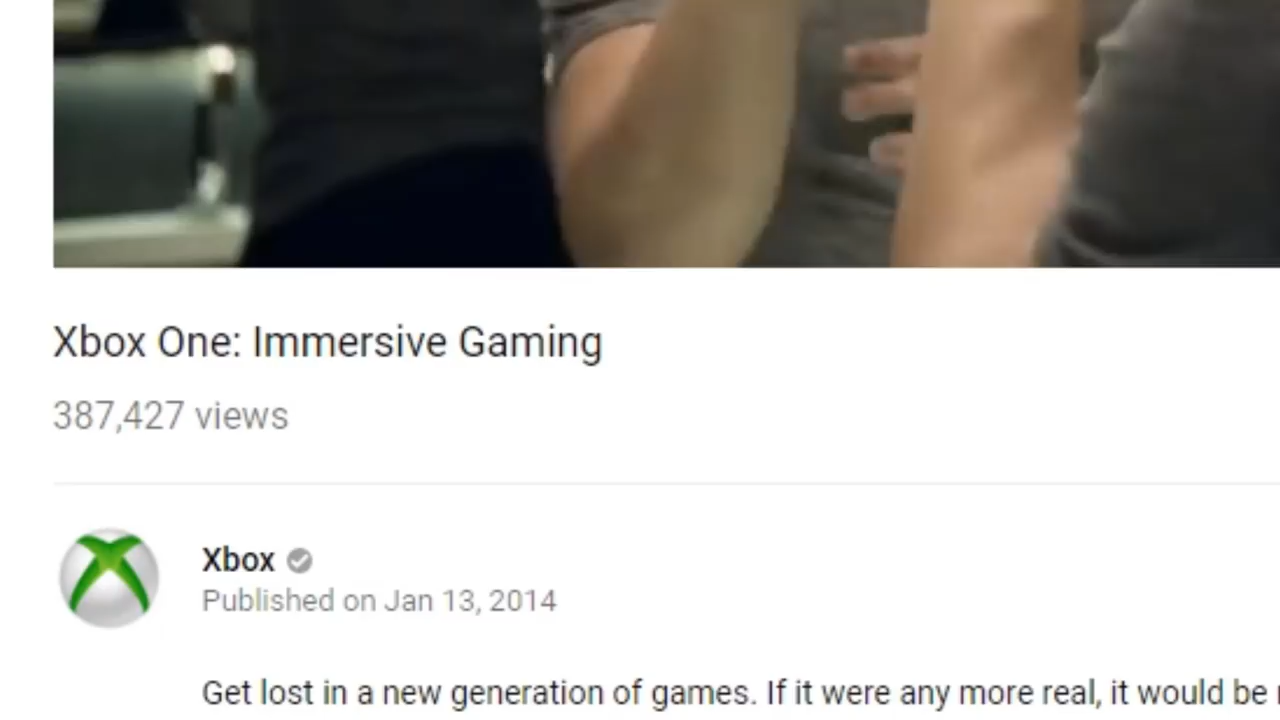 Xbox One: Immersive Gaming
387,427 views
Xbox
Published on Jan 13, 2014
Get lost in a new generation of games. If it were any more real, it would be